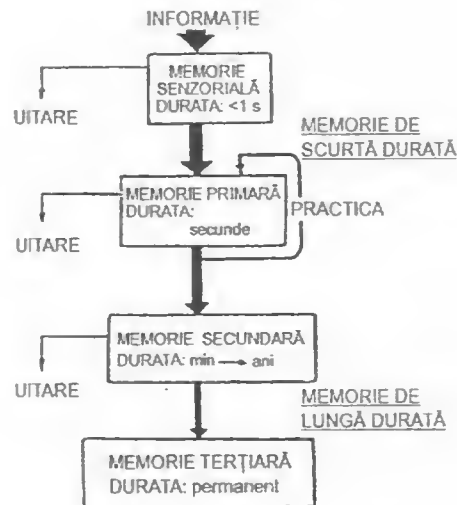 INFORMAȚIE
MEMORIE
SENZORIALĂ
DURATA: <1 s
UITARE
MEMORIE DE
SCURTĂ DURATĂ
MEMORIE PRIMARĂ
DURATA:
secunde
PRACTICA
UITARE
MEMORIE SECUNDARĂ
DURATA: min → ani
UITARE
MEMORIE DE
LUNGĂ DURATĂ
MEMORIE TERȚIARĂ
DURATA: permanent